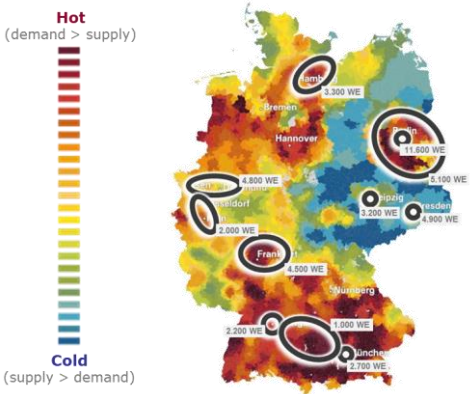 Hot
(demand > supply)
Cold
(supply > demand)
3.300 WE
Bremen
Hannover
11.600 WE
5.100 WE
4.800 WE
2.000 WE
3.200 WE
4.900 WE
4.500 WE
Nürnberg
2.200 WE
1.000 WE
2.700 WE